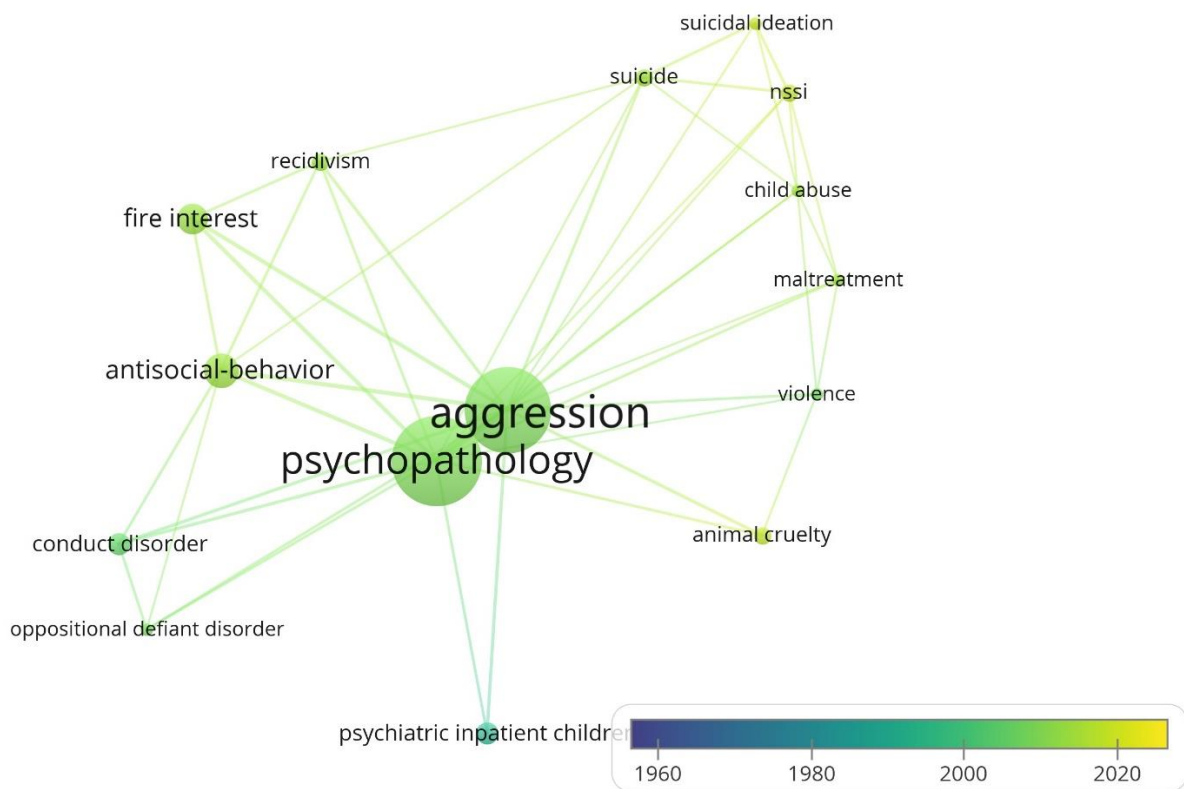 suicidal ideation
suicide
nssi
recidivism
child abuse
fire interest
maltreatment
antisocial-behavior
violence
aggression
psychopathology
animal cruelty
conduct disorder
oppositional defiant disorder
psychiatric inpatient children
1960 1980 2000 2020